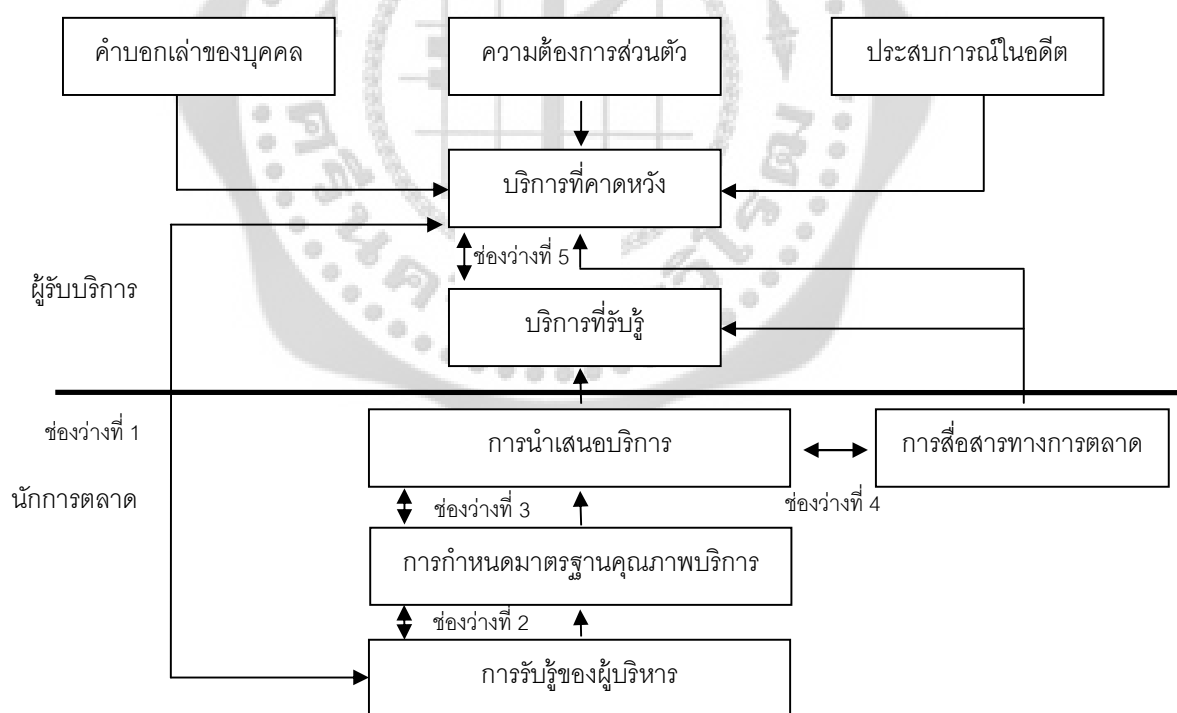 คำบอกเล่าของบุคคล
ความต้องการส่วนตัว
ประสบการณ์ในอดีต
บริการที่คาดหวัง
ช่องว่างที่ 5
ผู้รับบริการ
บริการที่รับรู้
ช่องว่างที่ 1
การนำเสนอบริการ
การสื่อสารทางการตลาด
นักการตลาด
ช่องว่างที่ 3
ช่องว่างที่ 4
การกำหนดมาตรฐานคุณภาพบริการ
ช่องว่างที่ 2
การรับรู้ของผู้บริหาร